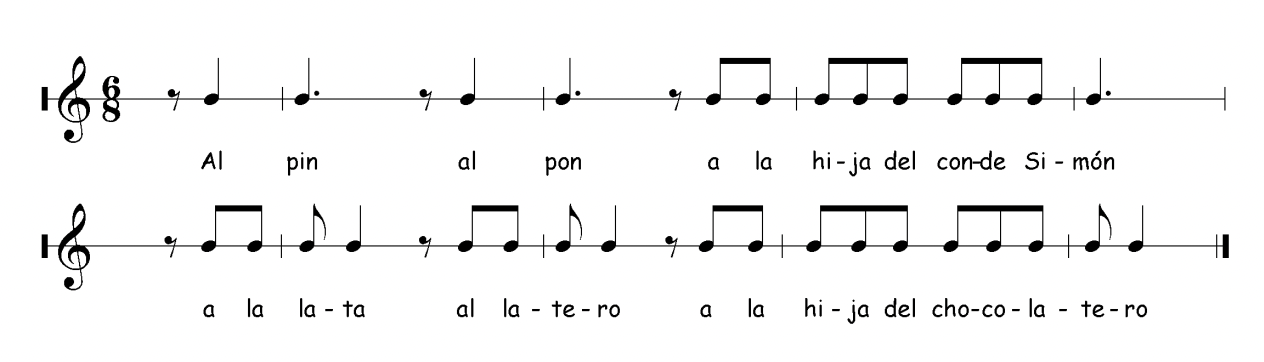 6
8
Al pin al pon a la hi-ja del con-de Si-món
a la la-ta al la-te-ro a la hi-ja del cho-co-la-te-ro